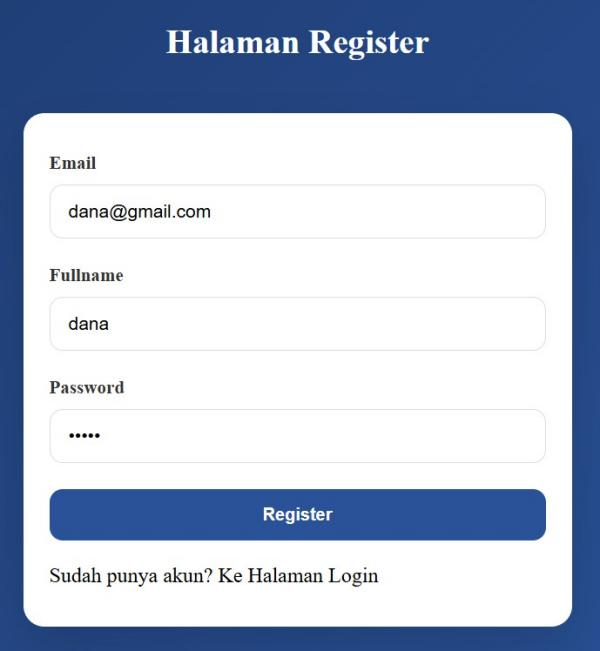 Halaman Register
Email
dana@gmail.com
Fullname
dana
Password
•••••
Register
Sudah punya akun? Ke Halaman Login